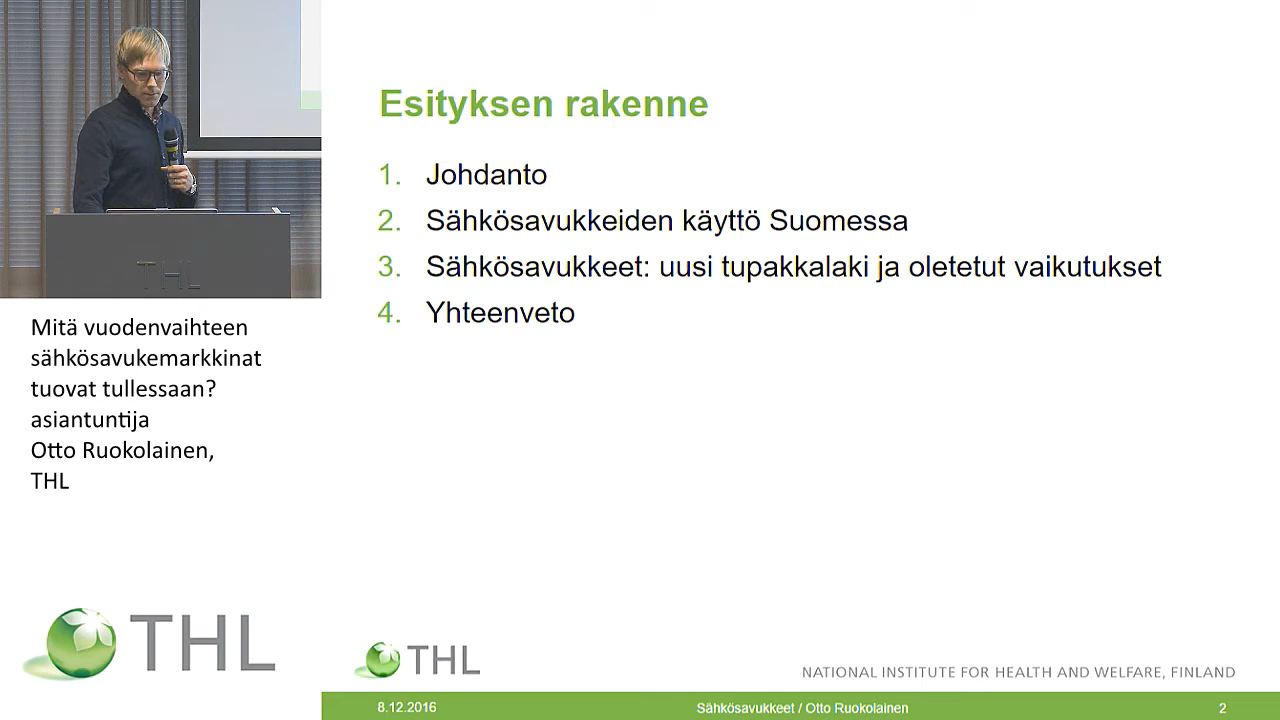 THL
Mitä vuodenvaihteen
sähkösavukemarkkinat
tuovat tullessaan?
asiantuntija
Otto Ruokolainen,
THL
THL
Esityksen rakenne
1. Johdanto
2. Sähkösavukkeiden käyttö Suomessa
3. Sähkösavukkeet: uusi tupakkalaki ja oletetut vaikutukset
4. Yhteenveto
THL
NATIONAL INSTITUTE FOR HEALTH AND WELFARE, FINLAND
8.12.2016
Sähkösavukkeet / Otto Ruokolainen
2